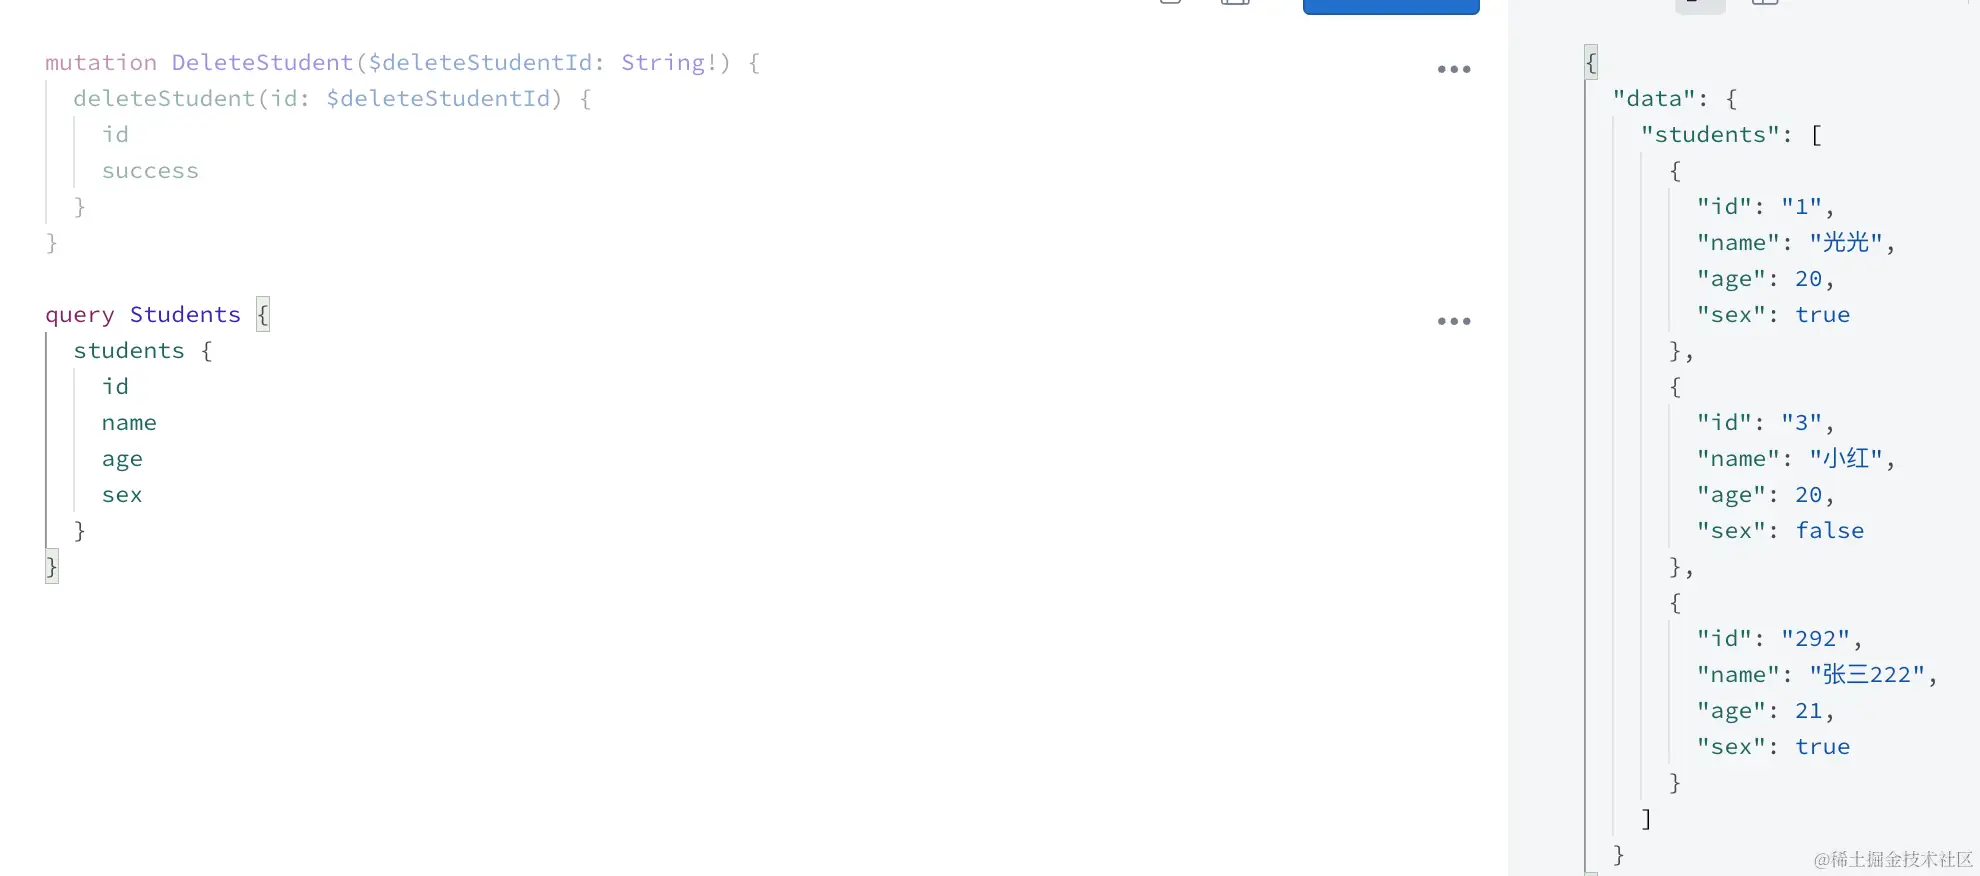 mutation DeleteStudent($deleteStudentId: String!) {
  deleteStudent(id: $deleteStudentId) {
    id
    success
  }
}
query Students {
  students {
    id
    name
    age
    sex
  }
}
{
  "data": {
    "students": [
      {
        "id": "1",
        "name": "光光",
        "age": 20,
        "sex": true
      },
      {
        "id": "3",
        "name": "小红",
        "age": 20,
        "sex": false
      },
      {
        "id": "292",
        "name": "张三222",
        "age": 21,
        "sex": true
      }
    ]
  }
@稀土掘金技术社区